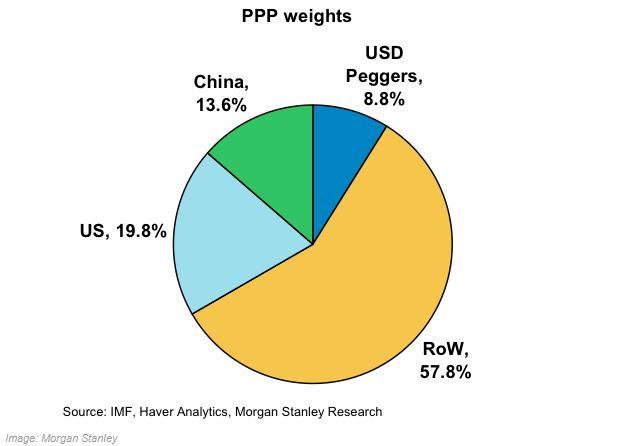 PPP weights
USD
Peggers,
8.8%
China,
13.6%
US, 19.8%
RoW,
57.8%
Source: IMF, Haver Analytics, Morgan Stanley Research
Image: Morgan Stanley